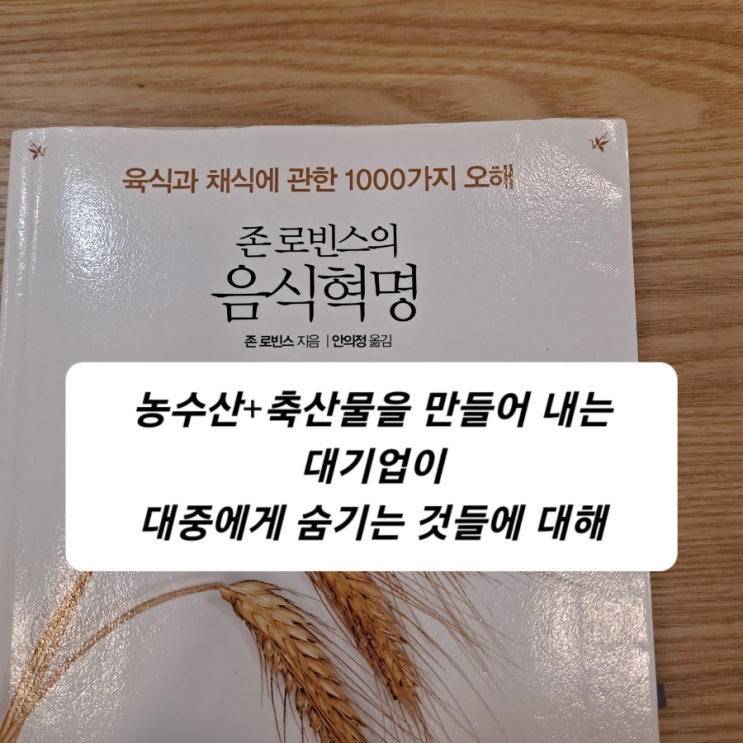 육식과 채식에 관한 1000가지 오해
존 로빈스의
음식혁명
존 로빈스 지음 | 안의정 옮김
농수산+축산물을 만들어 내는
대기업이
대중에게 숨기는 것들에 대해